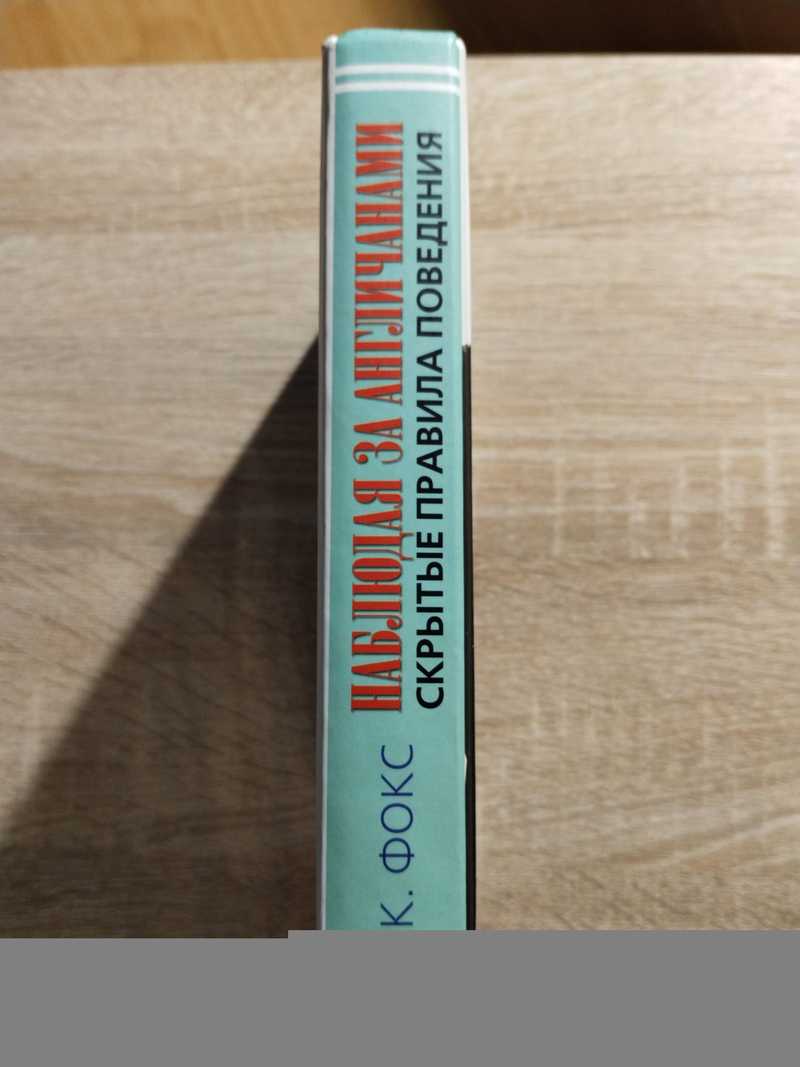 К. ФОКС
НАБЛЮДАЯ ЗА АНГЛИЧАНАМИ
СКРЫТЫЕ ПРАВИЛА ПОВЕДЕНИЯ